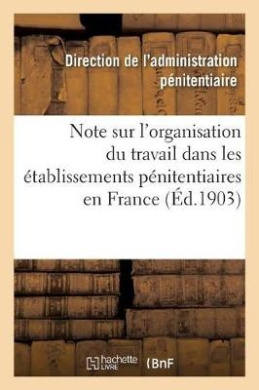 Direction de l'administration
pénitentiaire
Note sur l'organisation
du travail dans les
établissements pénitentiaires
en France (Éd.1903)
hachette
LIVRE
{BnF